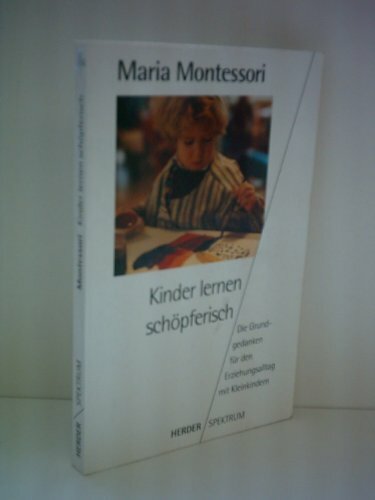 Maria Montessori
Kinder lernen
schöpferisch
Die Grund-
gedanken
für den
Erziehungsalltag
mit Kleinkindern
HERDER / SPEKTRUM
Montessori Kinder lernen schöpferisch
HERDER / SPEKTRUM